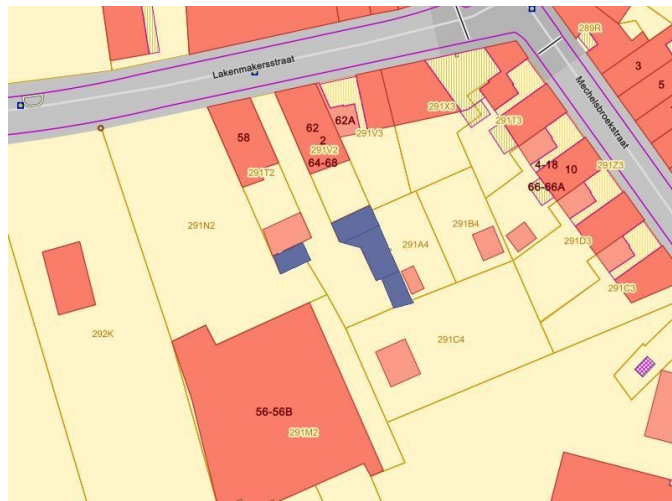 289R
Lakenmakersstraat
3
Mechelsbroekstraat
5
291X3
62A
58
62
2
291V3
291T3
291V2
64-68
4-18
10
291Z3
291T2
66-66A
291N2
291B4
291A4
291D3
291C3
292K
291C4
56-56B
291M2